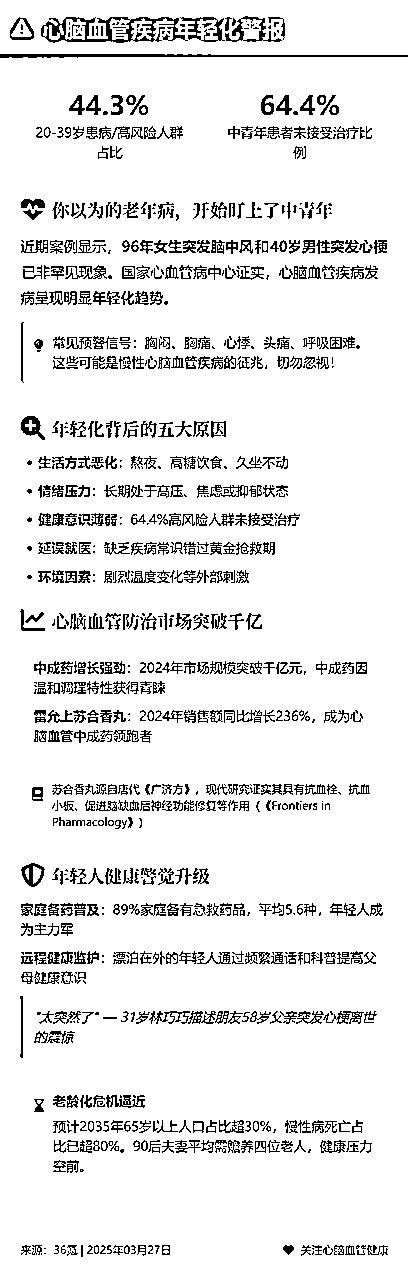 心脑血管疾病年轻化警报
44.3%
64.4%
20-39岁患病/高风险人群
占比
中青年患者未接受治疗比
例
你以为的老年病，开始盯上了中青年
近期案例显示，96年女生突发脑中风和40岁男性突发心梗
已非罕见现象。国家心血管病中心证实，心脑血管疾病发
病呈现明显年轻化趋势。
常见预警信号：胸闷、胸痛、心悸、头痛、呼吸困难。
这些可能是慢性心脑血管疾病的征兆，切勿忽视！
年轻化背后的五大原因
• 生活方式恶化：熬夜、高糖饮食、久坐不动
• 情绪压力：长期处于高压、焦虑或抑郁状态
• 健康意识薄弱：64.4%高风险人群未接受治疗
• 延误就医：缺乏疾病常识错过黄金抢救期
• 环境因素：剧烈温度变化等外部刺激
心脑血管防治市场突破千亿
中成药增长强劲：2024年市场规模突破千亿元，中成药因
温和调理特性获得青睐
雷允上苏合香丸：2024年销售额同比增长236%，成为心
脑血管中成药领跑者
苏合香丸源自唐代《广济方》，现代研究证实其具有抗血栓、抗血
小板、促进脑缺血后神经功能修复等作用（《Frontiers in
Pharmacology》）
年轻人健康警觉升级
家庭备药普及：89%家庭备有急救药品，平均5.6种，年轻人成
为主力军
远程健康监护：漂泊在外的年轻人通过频繁通话和科普提高父
母健康意识
"太突然了" — 31岁林巧巧描述朋友58岁父亲突发心梗离世
的震惊
老龄化危机逼近
预计2035年65岁以上人口占比超30%，慢性病死亡占
比已超80%。90后夫妻平均需赡养四位老人，健康压力
空前。
来源：36氪 | 2025年03月27日
关注心脑血管健康